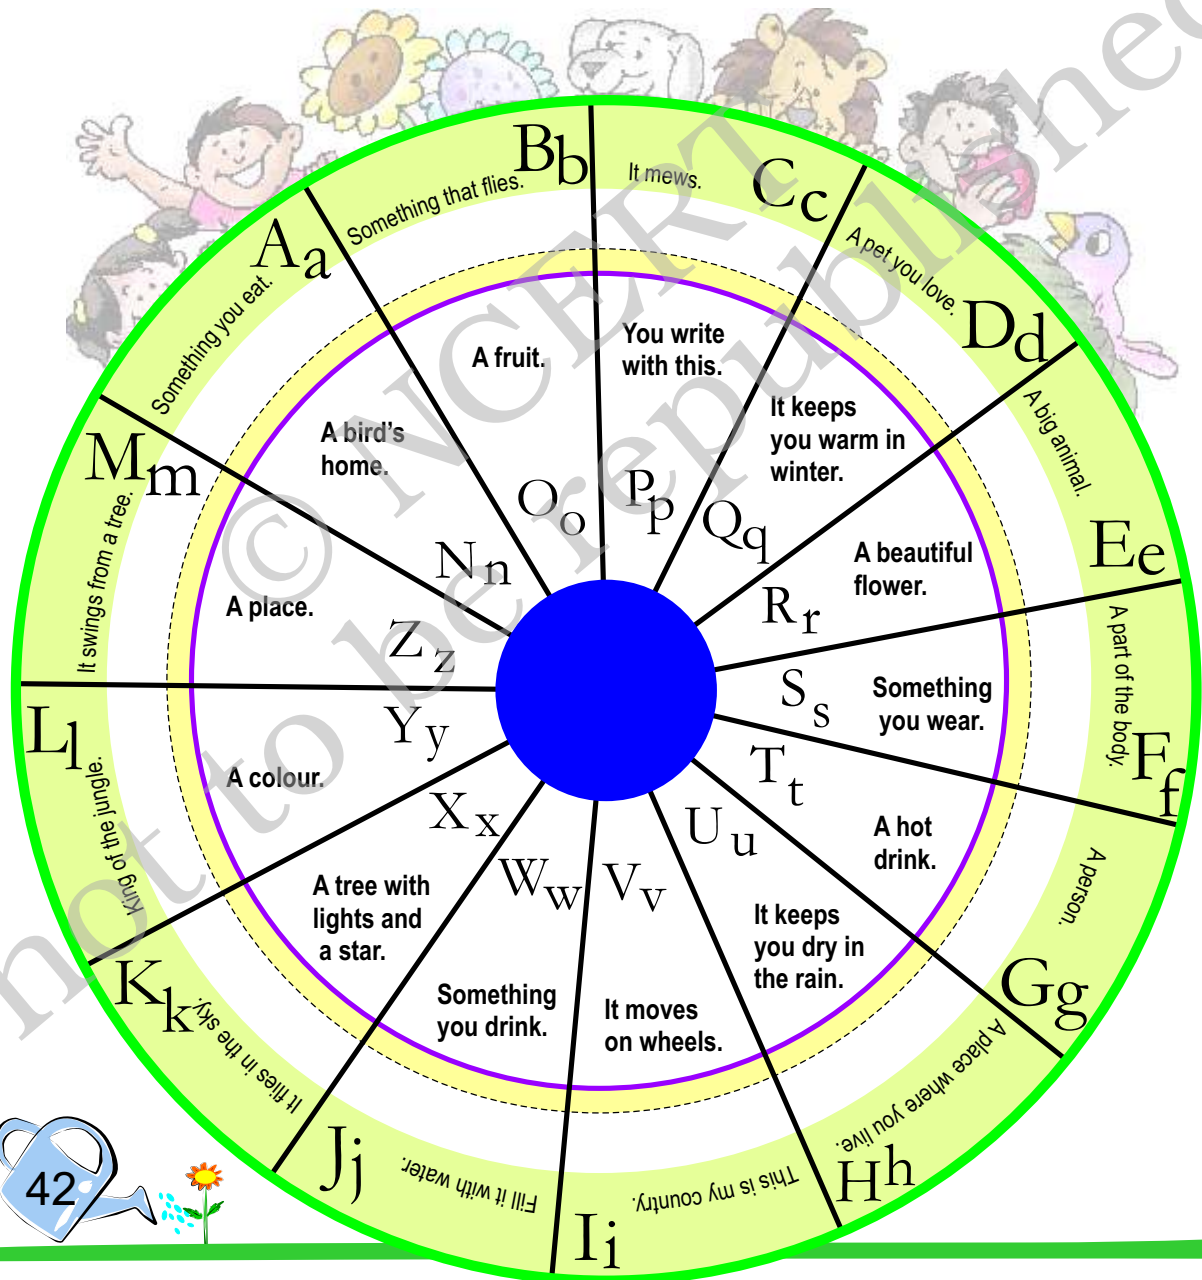 Aa
Something you eat.
Bb
Something that flies.
Cc
It mews.
Dd
A pet you love.
Ee
A big animal.
Ff
A part of the body.
Gg
A person.
Hh
A place where you live.
Ii
This is my country.
Jj
Fill it with water.
Kk
It flies in the sky.
Ll
King of the jungle.
Mm
It swings from a tree.
Nn
A bird's
home.
Oo
A fruit.
Pp
You write
with this.
Qq
It keeps
you warm in
winter.
Rr
A beautiful
flower.
Ss
Something
you wear.
Tt
A hot
drink.
Uu
It keeps
you dry in
the rain.
Vv
It moves
on wheels.
Ww
Something
you drink.
Xx
A tree with
lights and
a star.
Yy
A colour.
Zz
A place.
42
© NCERT
not to be republished